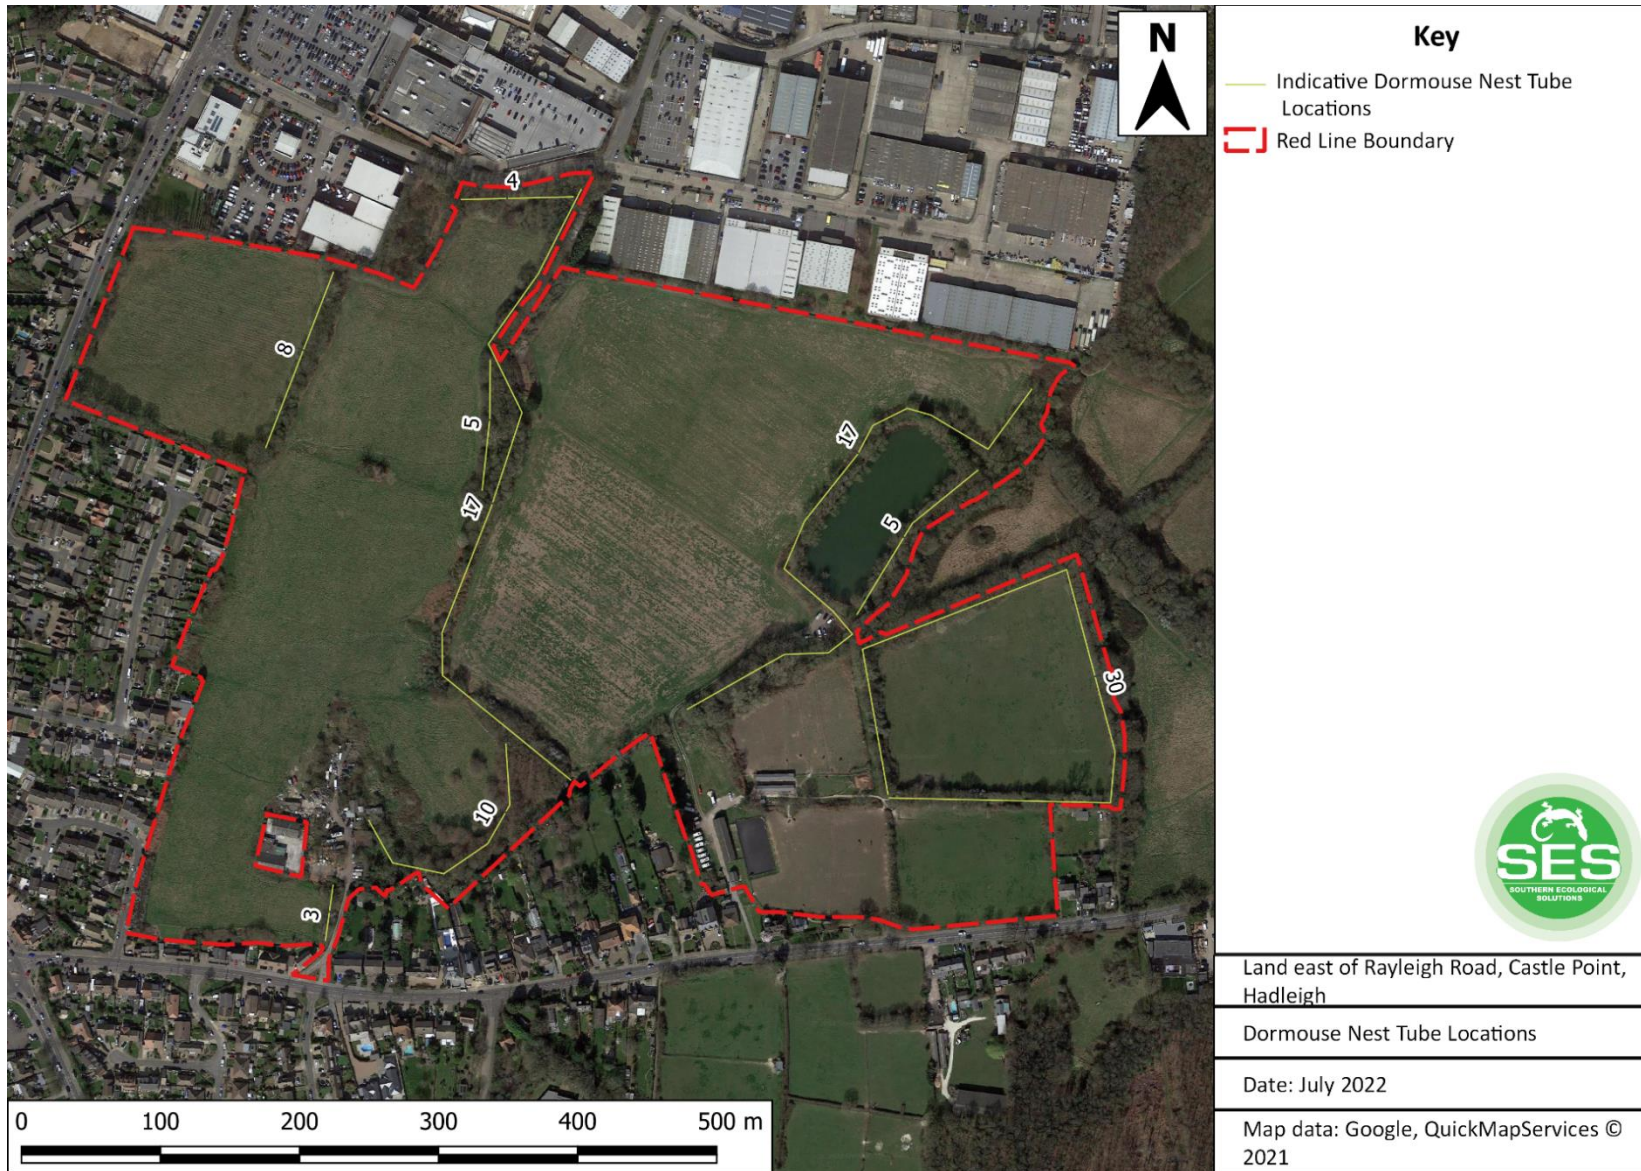 N
4
8
5
17
17
5
30
10
3
0 100 200 300 400 500 m
Key
Indicative Dormouse Nest Tube
Locations
Red Line Boundary
SES
SOUTHERN ECOLOGICAL
SOLUTIONS
Land east of Rayleigh Road, Castle Point,
Hadleigh
Dormouse Nest Tube Locations
Date: July 2022
Map data: Google, QuickMapServices ©
2021